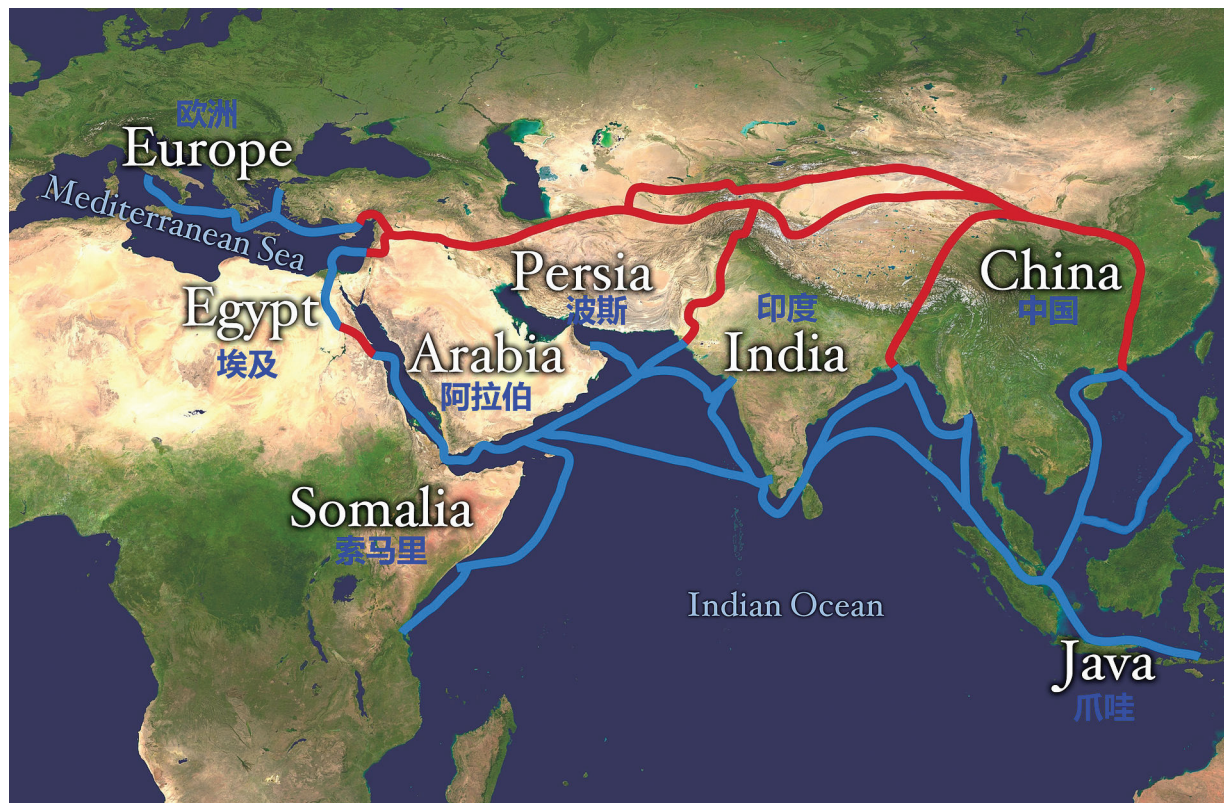 欧洲
Europe
Mediterranean Sea
Persia
波斯
China
中国
Egypt
埃及
印度
India
Arabia
阿拉伯
Somalia
索马里
Indian Ocean
Java
爪哇